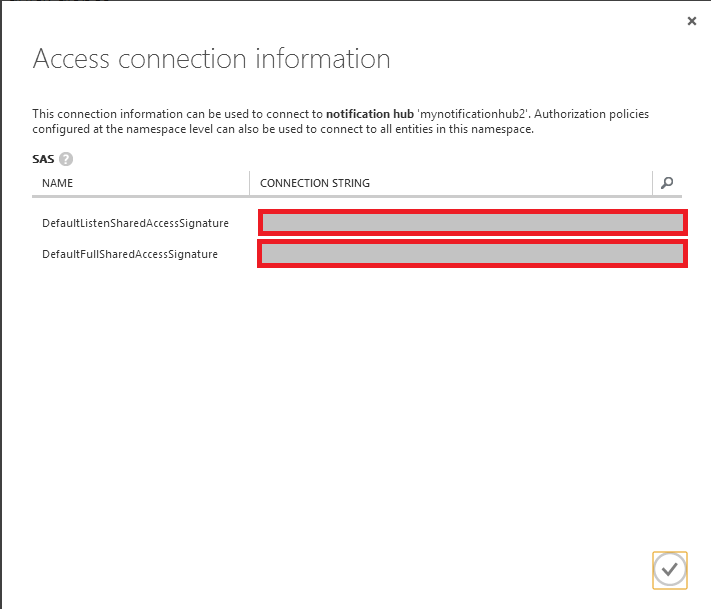 Access connection information
This connection information can be used to connect to notification hub 'mynotificationhub2'. Authorization policies
configured at the namespace level can also be used to connect to all entities in this namespace.
SAS ?
NAME CONNECTION STRING
DefaultListenSharedAccessSignature
DefaultFullSharedAccessSignature